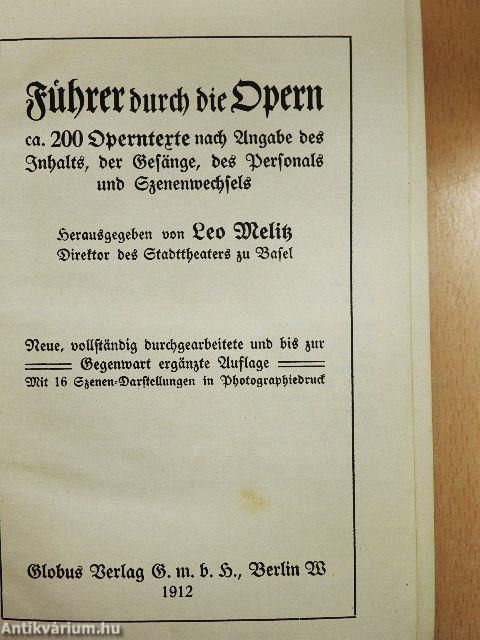 Führer durch die Opern
ca. 200 Operntexte nach Angabe des
Inhalts, der Gesänge, des Personals
und Szenenwechsels
Herausgegeben von Leo Melitz
Direktor des Stadttheaters zu Basel
Neue, vollständig durchgearbeitete und bis zur
Gegenwart ergänzte Auflage
Mit 16 Szenen-Darstellungen in Photographiedruck
Globus Verlag G. m. b. H., Berlin W
1912
Antikvárium.hu